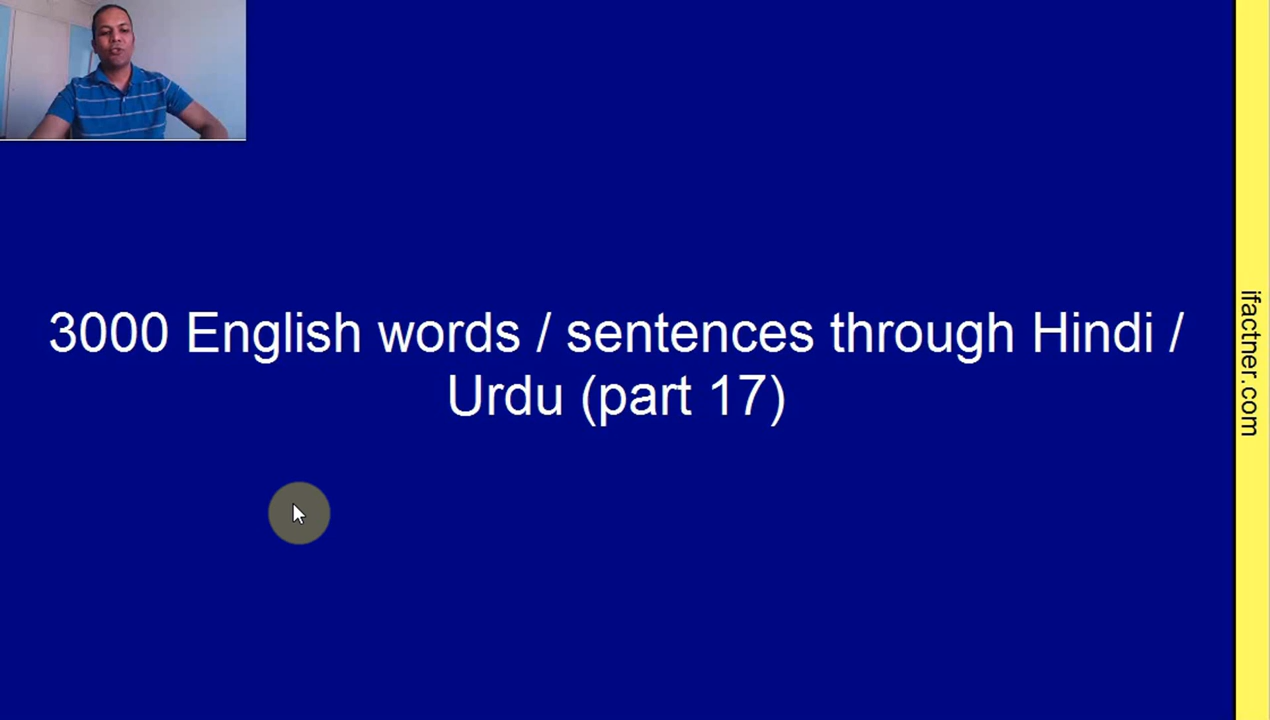 3000 English words / sentences through Hindi /
Urdu (part 17)
ifactner.com